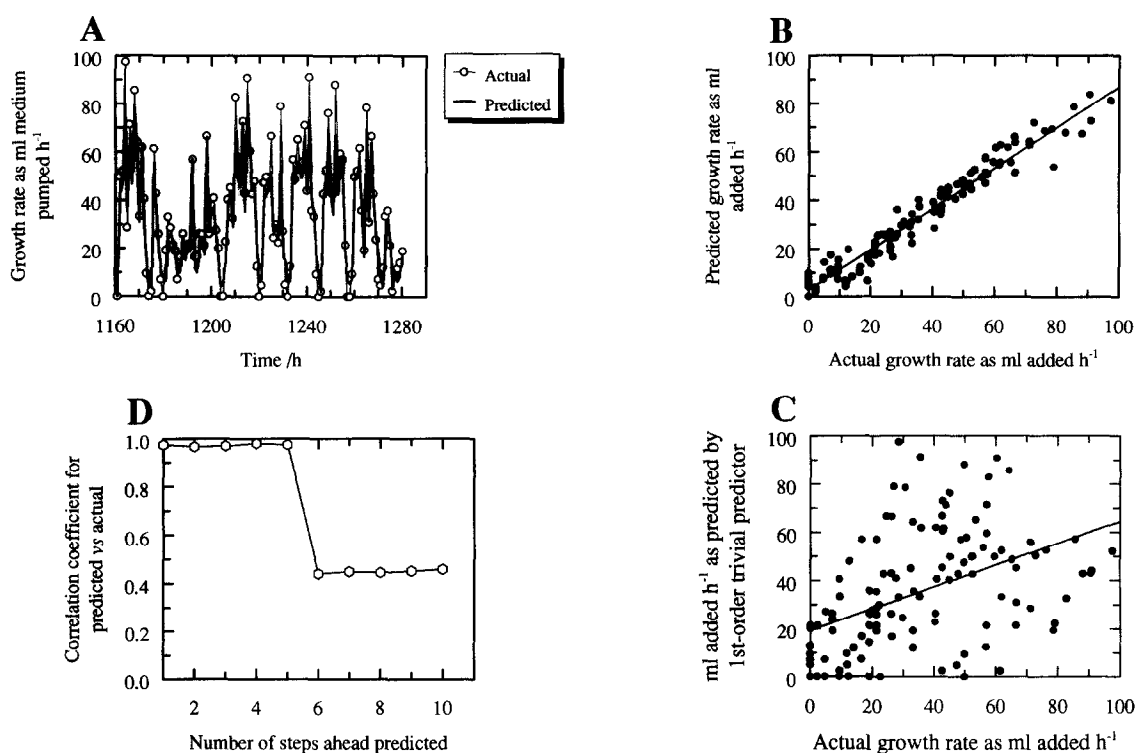 A
Growth rate as ml medium
pumped h⁻¹
100
80
60
40
20
0
1160
1200
1240
1280
Time /h
Actual
Predicted
B
Predicted growth rate as ml
added h⁻¹
100
80
60
40
20
0
0
20
40
60
80
100
Actual growth rate as ml added h⁻¹
D
Correlation coefficient for
predicted vs actual
1.0
0.8
0.6
0.4
0.2
0.0
2
4
6
8
10
Number of steps ahead predicted
C
ml added h⁻¹ as predicted by
1st-order trivial predictor
100
80
60
40
20
0
0
20
40
60
80
100
Actual growth rate as ml added h⁻¹